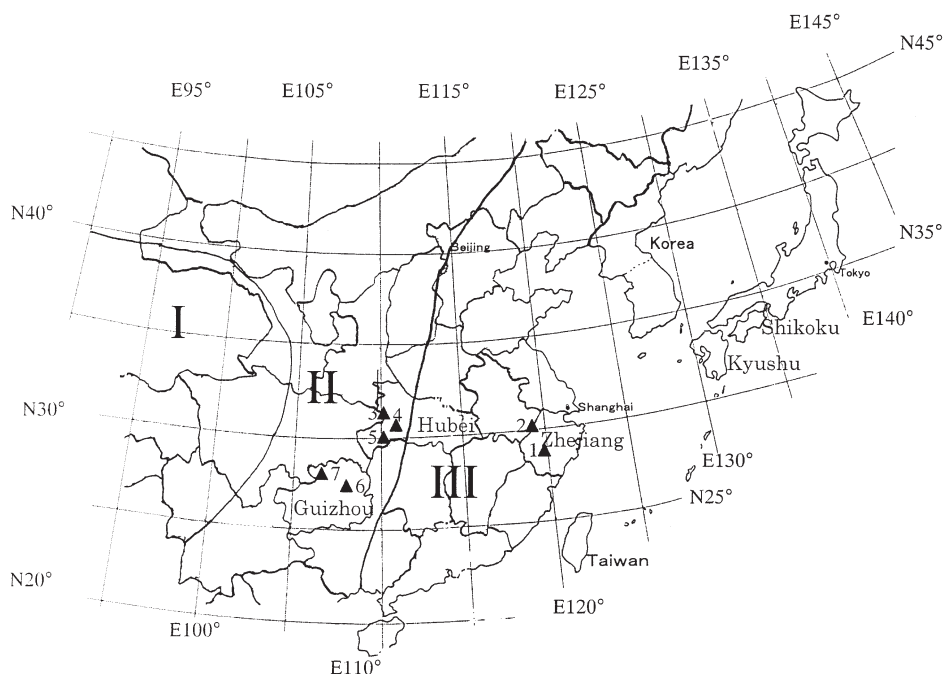 E145°
N45°
E135°
E95°
E105°
E115°
E125°
N40°
Korea
Beijing
N35°
Tokyo
I
E140°
Shikoku
Kyushu
II
N30°
3 4 Hubei
Shanghai
2
Zhejiang
5
1
E130°
7
III
6
N25°
Guizhou
Taiwan
N20°
E120°
E100°
E110°